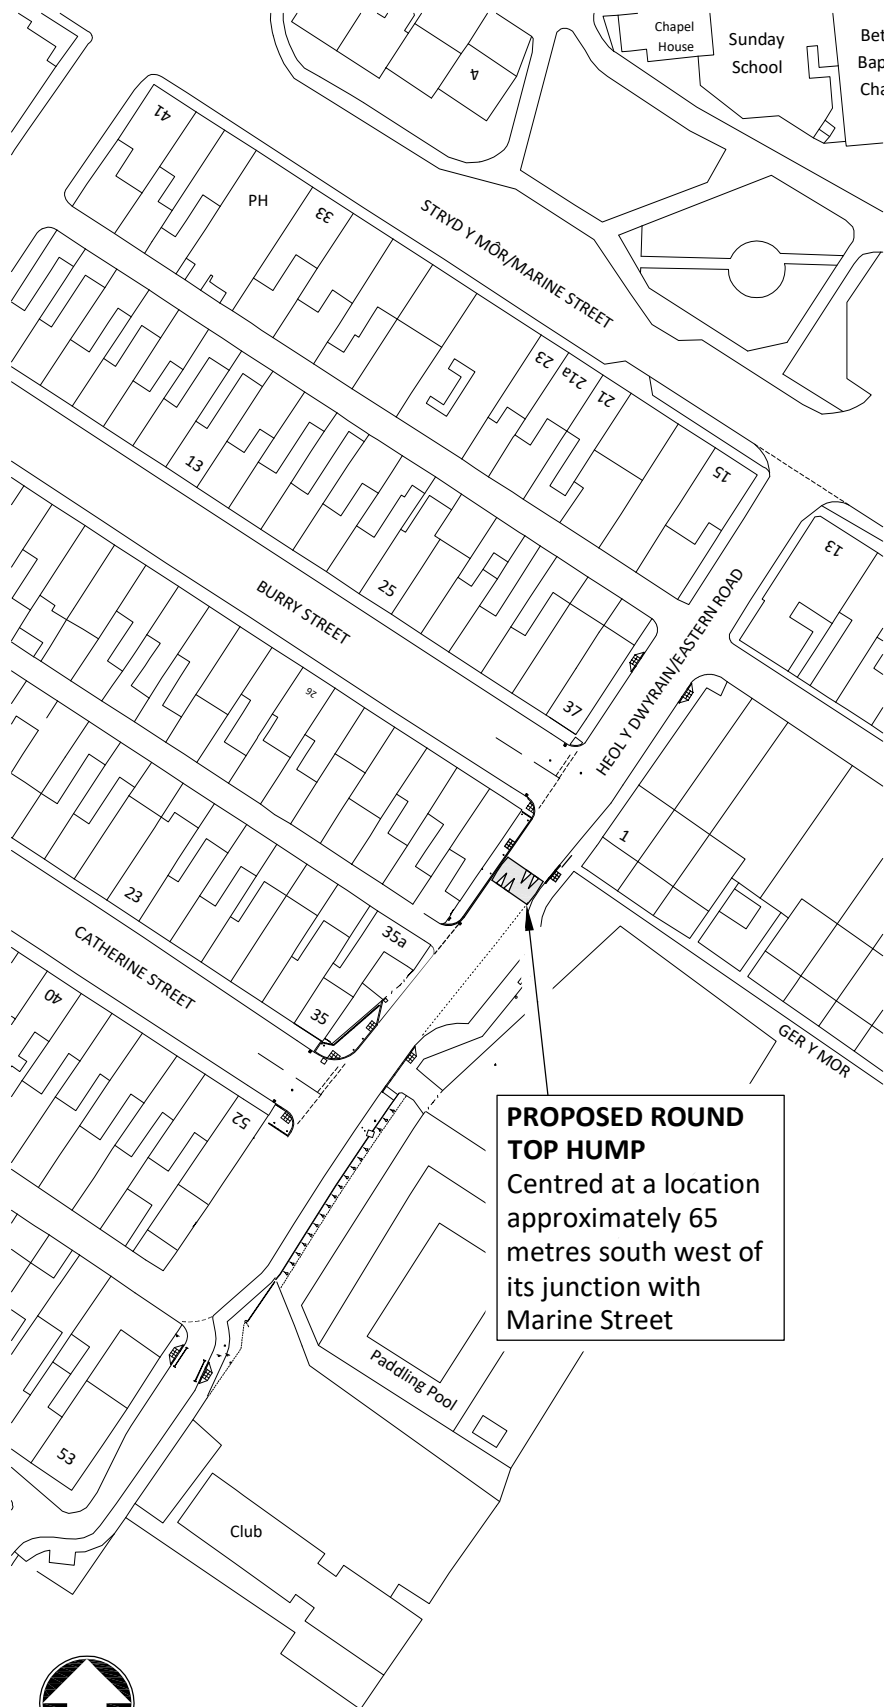 Chapel
House
Sunday
School
Bet
Bap
Cha
4
41
PH
33
STRYD Y MÔR/MARINE STREET
23
21a
21
15
13
13
25
37
BURRY STREET
HEOL Y DWYRAIN/EASTERN ROAD
26
1
23
35a
35
CATHERINE STREET
40
52
GER Y MOR
PROPOSED ROUND
TOP HUMP
Centred at a location
approximately 65
metres south west of
its junction with
Marine Street
Paddling Pool
53
Club